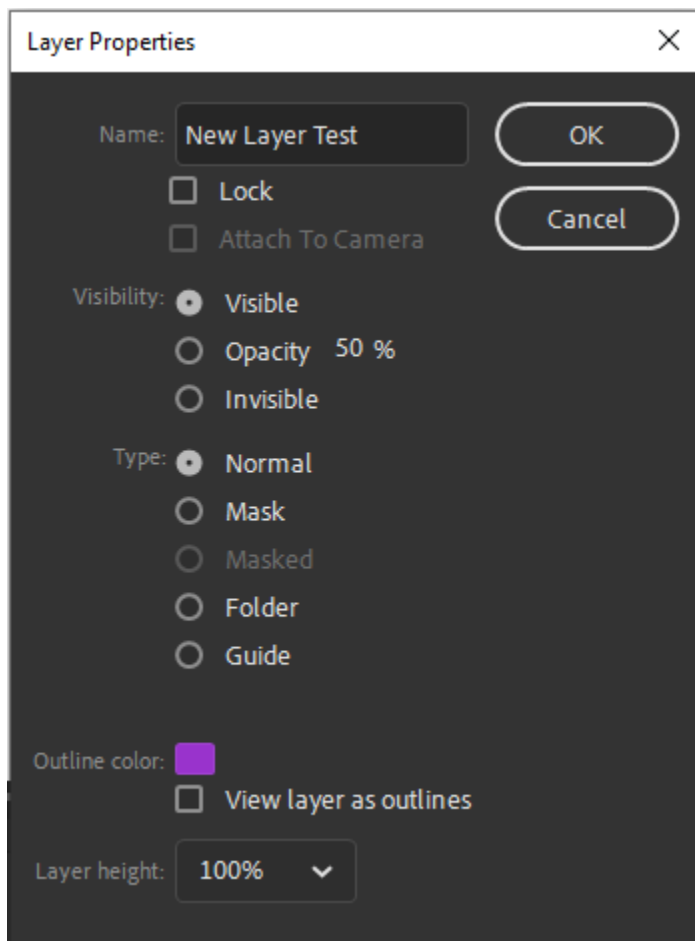 Layer Properties
Name: New Layer Test OK
Lock
Attach To Camera
Cancel
Visibility: Visible
Opacity 50 %
Invisible
Type: Normal
Mask
Masked
Folder
Guide
Outline color:
View layer as outlines
Layer height: 100%